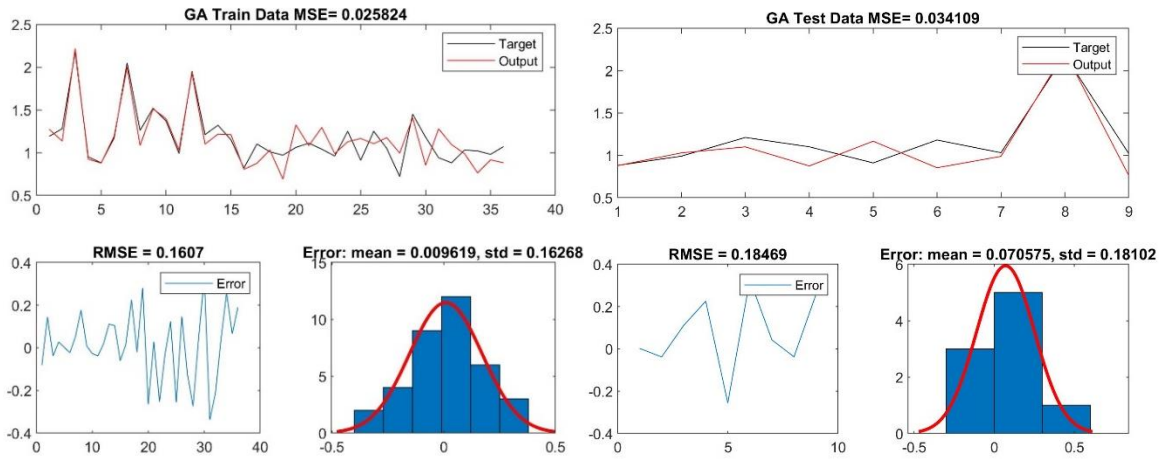 GA Train Data MSE= 0.025824
2.5
2
1.5
1
0.5
0 5 10 15 20 25 30 35 40
Target
Output
GA Test Data MSE= 0.034109
2.5
2
1.5
1
0.5
1 2 3 4 5 6 7 8 9
Target
Output
RMSE = 0.1607
0.4
0.2
0
-0.2
-0.4
0 10 20 30 40
Error
Error: mean = 0.009619, std = 0.16268
15
10
5
0
-0.5 0 0.5
RMSE = 0.18469
0.4
0.2
0
-0.2
-0.4
0 5 10
Error
Error: mean = 0.070575, std = 0.18102
6
4
2
0
-0.5 0 0.5